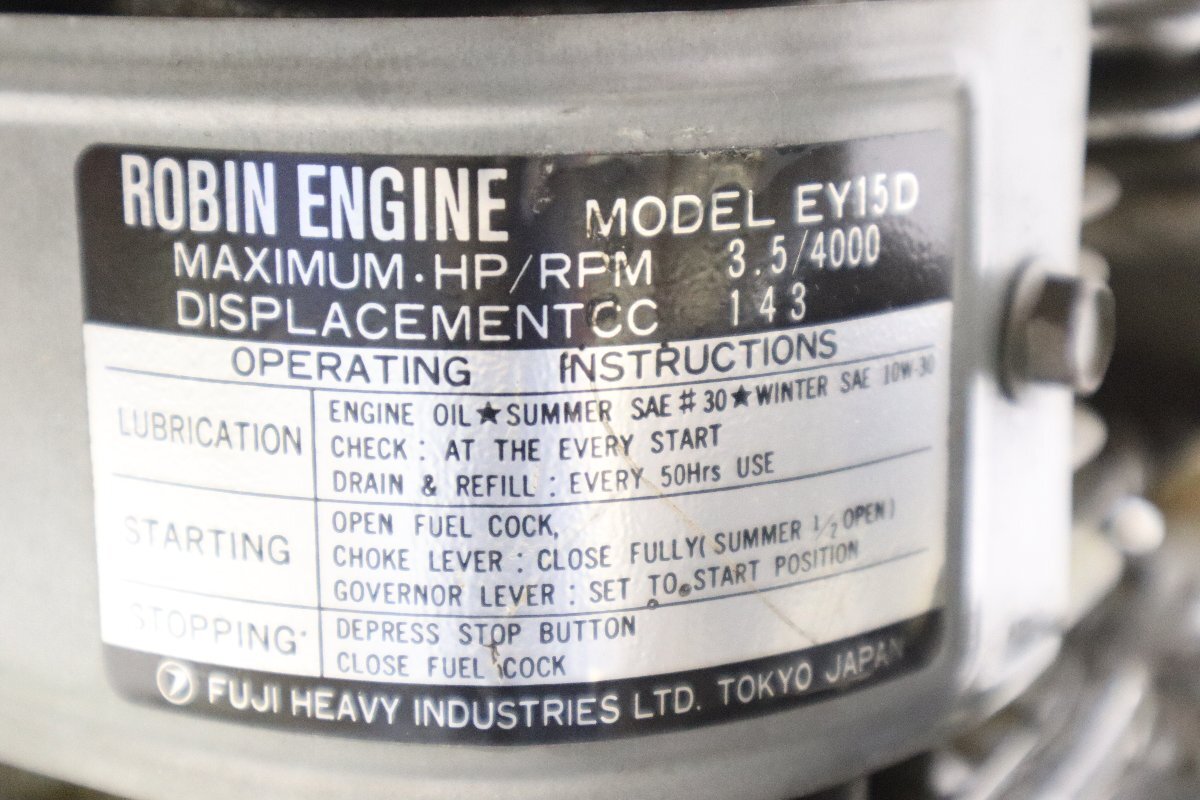 ROBIN ENGINE MODEL EY15D
MAXIMUM·HP/RPM 3.5/4000
DISPLACEMENT CC 143
OPERATING INSTRUCTIONS
LUBRICATION
ENGINE OIL★SUMMER SAE #30★WINTER SAE 10W-30
CHECK: AT THE EVERY START
DRAIN & REFILL: EVERY 50Hrs USE
STARTING
OPEN FUEL COCK,
CHOKE LEVER: CLOSE FULLY(SUMMER 1/2 OPEN)
GOVERNOR LEVER: SET TO START POSITION
STOPPING
DEPRESS STOP BUTTON
CLOSE FUEL COCK
FUJI HEAVY INDUSTRIES LTD. TOKYO JAPAN